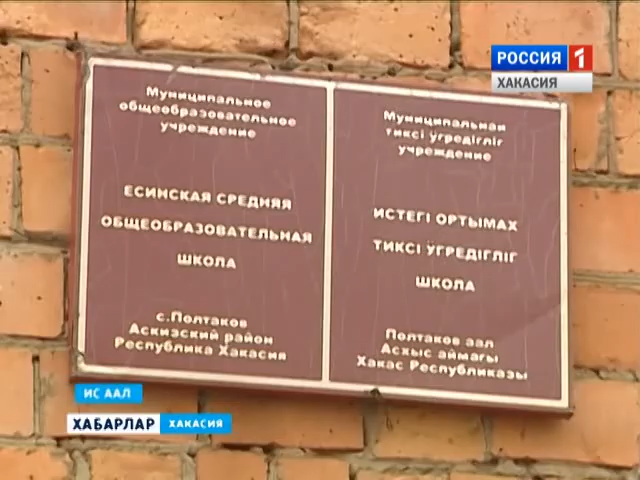 РОССИЯ 1
ХАКАСИЯ
Муниципальное
общеобразовательное
учреждение
ЕСИНСКАЯ СРЕДНЯЯ
ОБЩЕОБРАЗОВАТЕЛЬНАЯ
ШКОЛА
с.Полтаков
Аскизский район
Республика Хакасия
Муниципальнай
тиксі ӱгредігліг
учреждение
ИСТЕГІ ОРТЫМАХ
ТИКСІ ӰГРЕДІГЛІГ
ШКОЛА
Полтаков аал
Асхыс аймағы
Хакас Республиказы
ИС ААЛ
ХАБАРЛАР ХАКАСИЯ